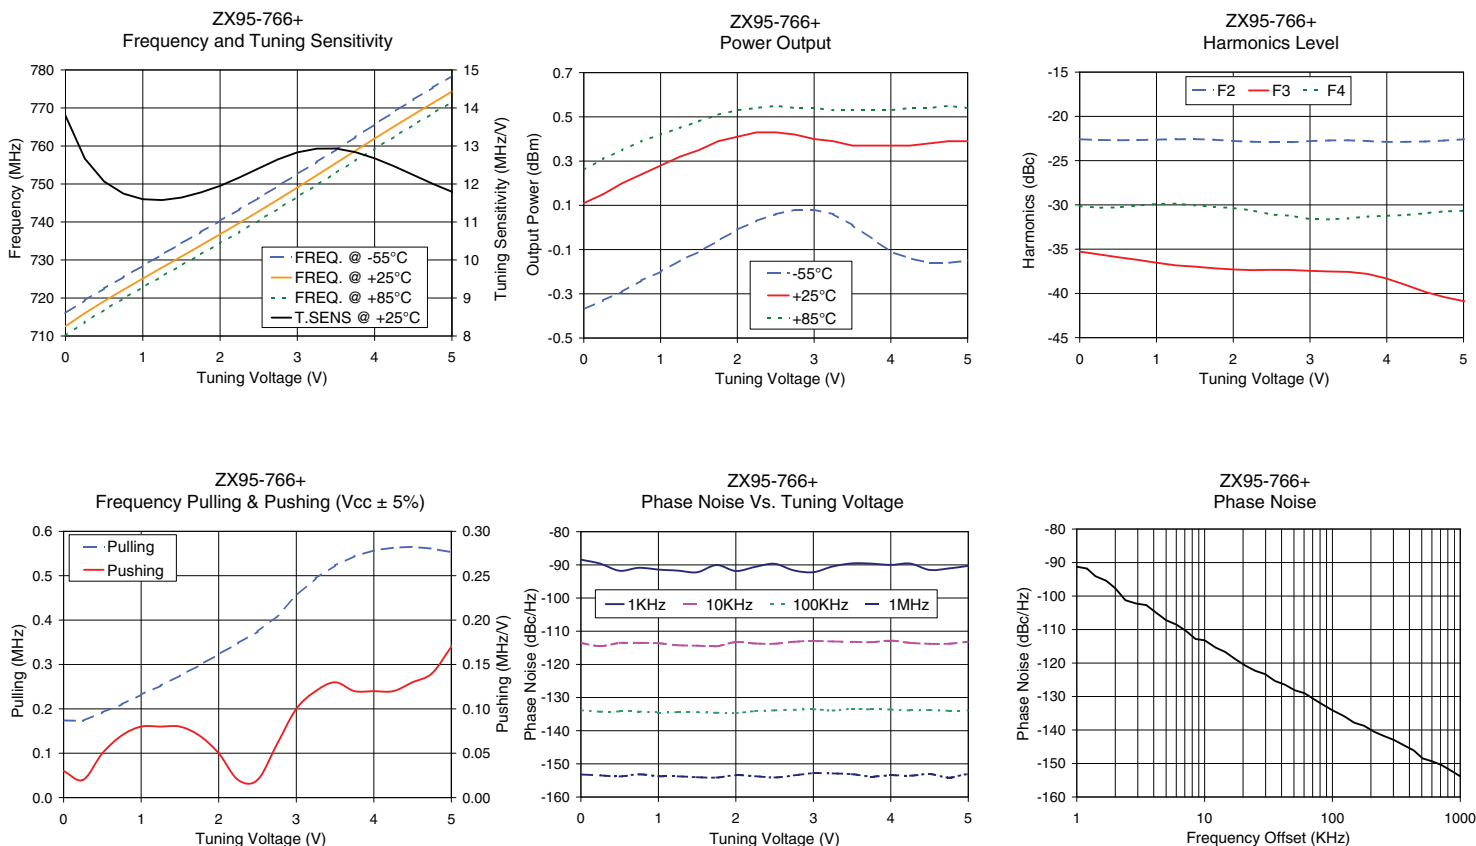 ZX95-766+
Frequency and Tuning Sensitivity
780
770
760
750
740
730
720
710
Frequency (MHz)
15
14
13
12
11
10
9
8
Tuning Sensitivity (MHz/V)
FREQ. @ -55°C
FREQ. @ +25°C
FREQ. @ +85°C
T.SENS @ +25°C
0 1 2 3 4 5
Tuning Voltage (V)
ZX95-766+
Power Output
0.7
0.5
0.3
0.1
-0.1
-0.3
-0.5
Output Power (dBm)
-55°C
+25°C
+85°C
0 1 2 3 4 5
Tuning Voltage (V)
ZX95-766+
Harmonics Level
-15
-20
-25
-30
-35
-40
-45
Harmonics (dBc)
F2 F3 F4
0 1 2 3 4 5
Tuning Voltage (V)
ZX95-766+
Frequency Pulling & Pushing (Vcc ± 5%)
0.6
0.5
0.4
0.3
0.2
0.1
0.0
Pulling (MHz)
0.30
0.25
0.20
0.15
0.10
0.05
0.00
Pushing (MHz/V)
Pulling
Pushing
0 1 2 3 4 5
Tuning Voltage (V)
ZX95-766+
Phase Noise Vs. Tuning Voltage
-80
-90
-100
-110
-120
-130
-140
-150
-160
Phase Noise (dBc/Hz)
1KHz 10KHz 100KHz 1MHz
0 1 2 3 4 5
Tuning Voltage (V)
ZX95-766+
Phase Noise
-80
-90
-100
-110
-120
-130
-140
-150
-160
Phase Noise (dBc/Hz)
1 10 100 1000
Frequency Offset (KHz)